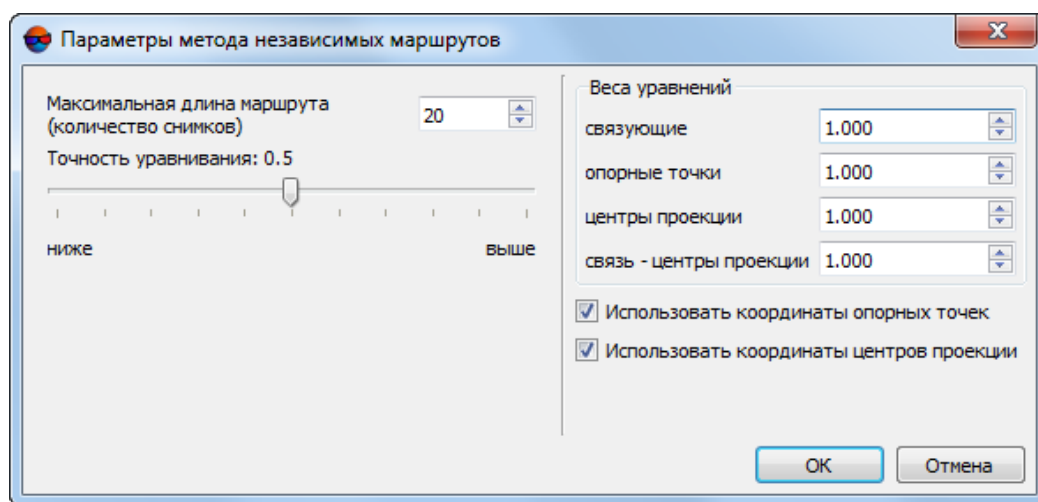 Параметры метода независимых маршрутов
Максимальная длина маршрута
(количество снимков)
20
Точность уравнивания: 0.5
ниже
выше
Веса уравнений
связующие
1.000
опорные точки
1.000
центры проекции
1.000
связь - центры проекции
1.000
Использовать координаты опорных точек
Использовать координаты центров проекции
ОК
Отмена